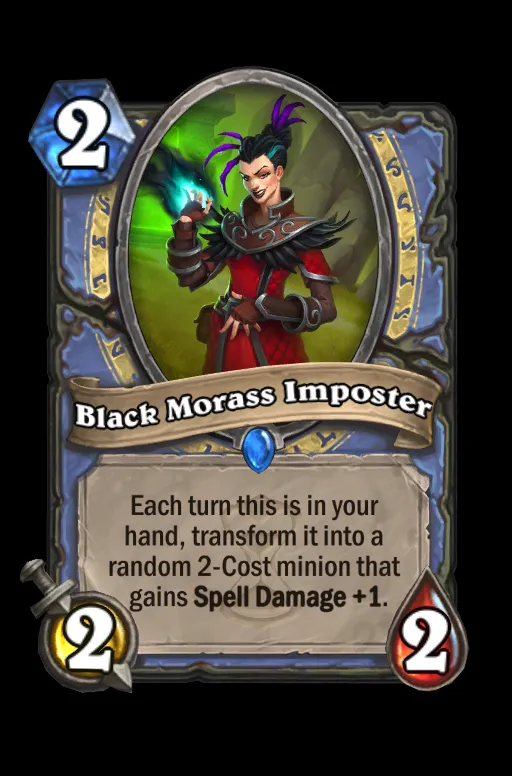 2
Black Morass Imposter
Each turn this is in your
hand, transform it into a
random 2-Cost minion that
gains Spell Damage +1.
2
2